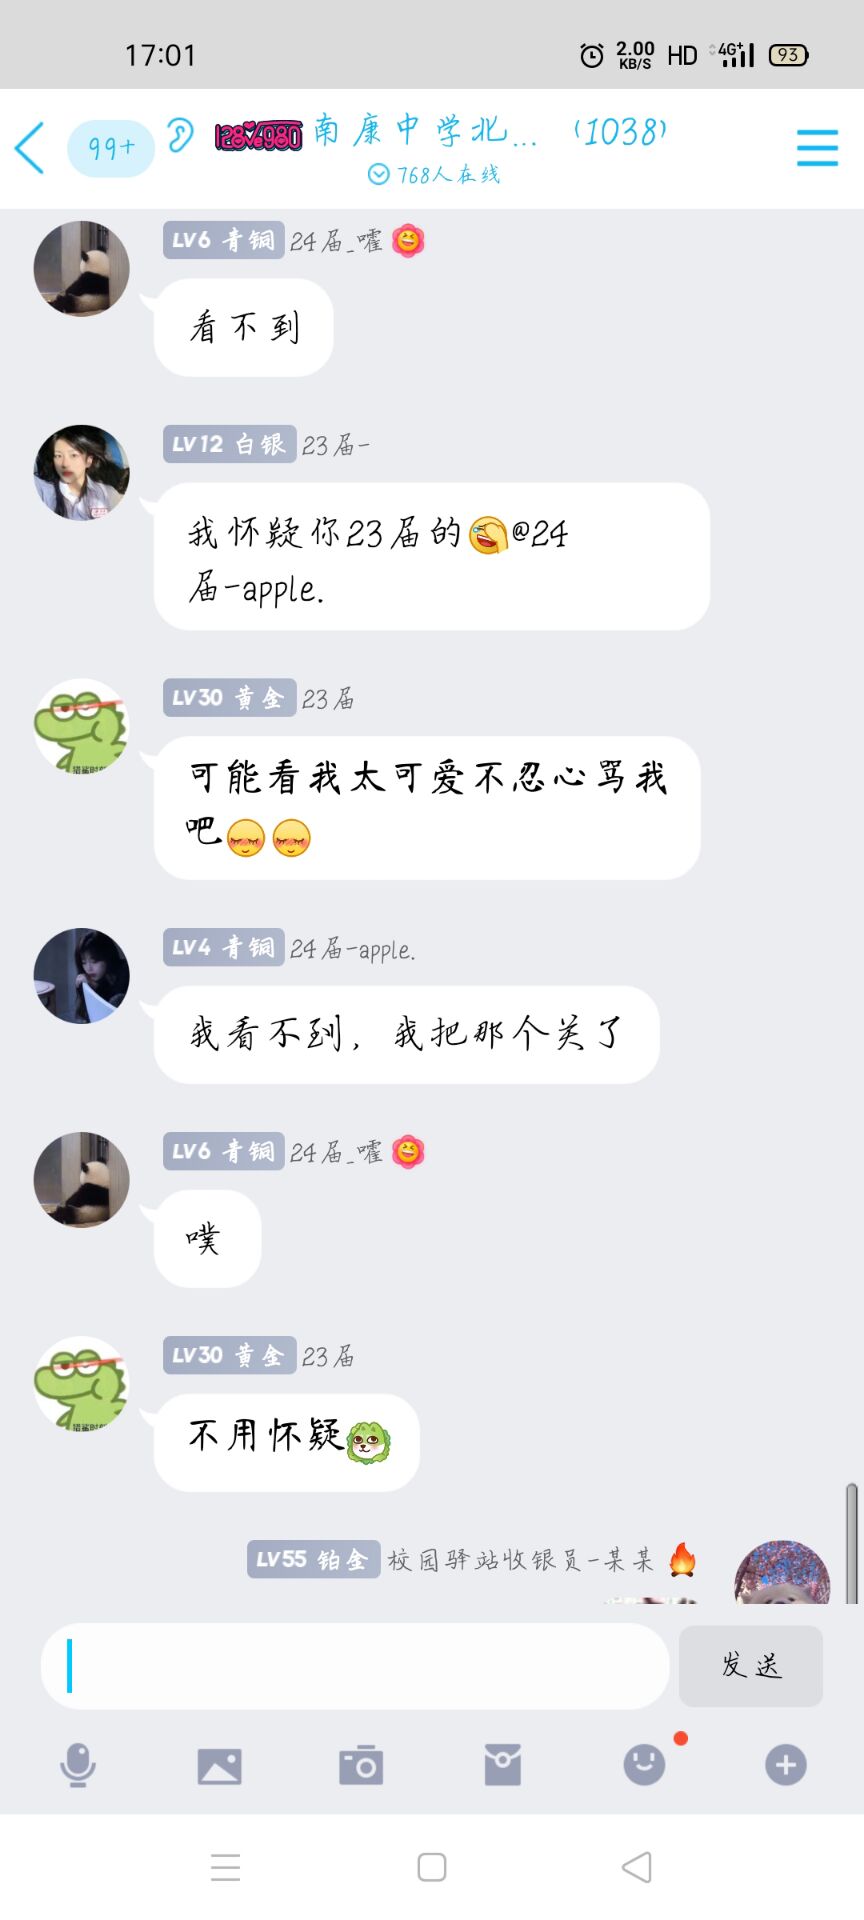 17:01
2.00
KB/S
HD
4G+
93
99+
南康中学北... (1038)
768人在线
LV6 青铜 24届_嚯
看不到
LV12 白银 23届-
我怀疑你23届的@24
届-apple.
LV30 黄金 23届
可能看我太可爱不忍心骂我
吧
LV4 青铜 24届-apple.
我看不到，我把那个关了
LV6 青铜 24届_嚯
噗
LV30 黄金 23届
不用怀疑
LV55 铂金 校园驿站收银员-某某
发送